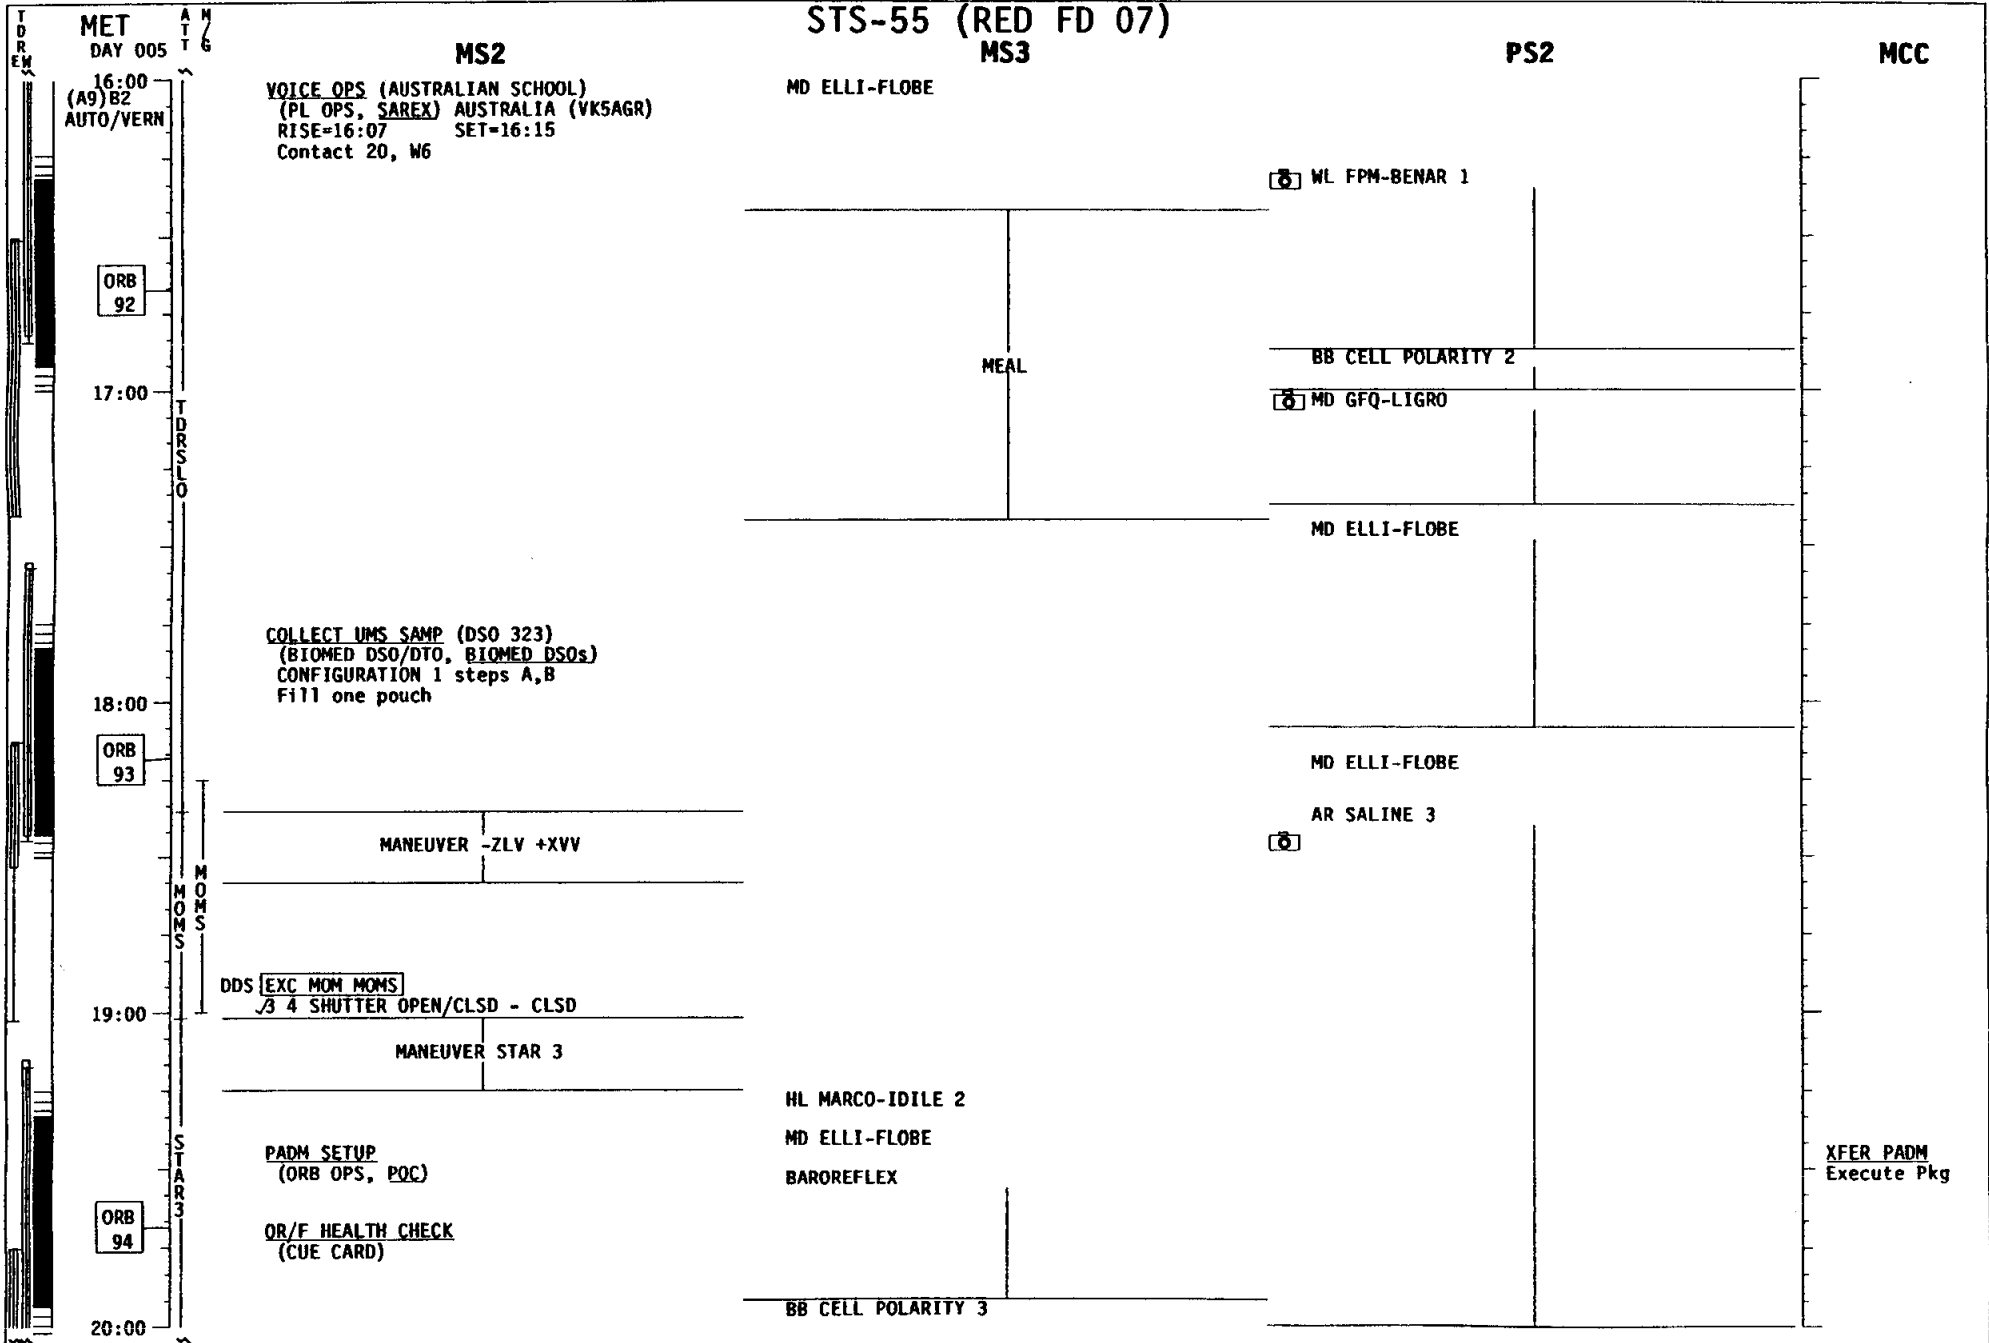 STS-55 (RED FD 07)
TDRE
W
MET
DAY 005
ATT
M/G
MS2
MS3
PS2
MCC
16:00
(A9)B2
AUTO/VERN
VOICE OPS (AUSTRALIAN SCHOOL)
(PL OPS, SAREX) AUSTRALIA (VK5AGR)
RISE=16:07 SET=16:15
Contact 20, W6
MD ELLI-FLOBE
WL FPM-BENAR 1
ORB
92
MEAL
BB CELL POLARITY 2
17:00
MD GFQ-LIGRO
TDRSLO
MD ELLI-FLOBE
COLLECT UMS SAMP (DSO 323)
(BIOMED DSO/DTO, BIOMED DSOs)
CONFIGURATION 1 steps A,B
Fill one pouch
18:00
ORB
93
MD ELLI-FLOBE
AR SALINE 3
MANEUVER -ZLV +XVV
MOMS
MOMS
DDS EXC MOM MOMS
√3 4 SHUTTER OPEN/CLSD - CLSD
19:00
MANEUVER STAR 3
HL MARCO-IDILE 2
MD ELLI-FLOBE
STAR3
PADM SETUP
(ORB OPS, POC)
BAROREFLEX
XFER PADM
Execute Pkg
ORB
94
OR/F HEALTH CHECK
(CUE CARD)
BB CELL POLARITY 3
20:00